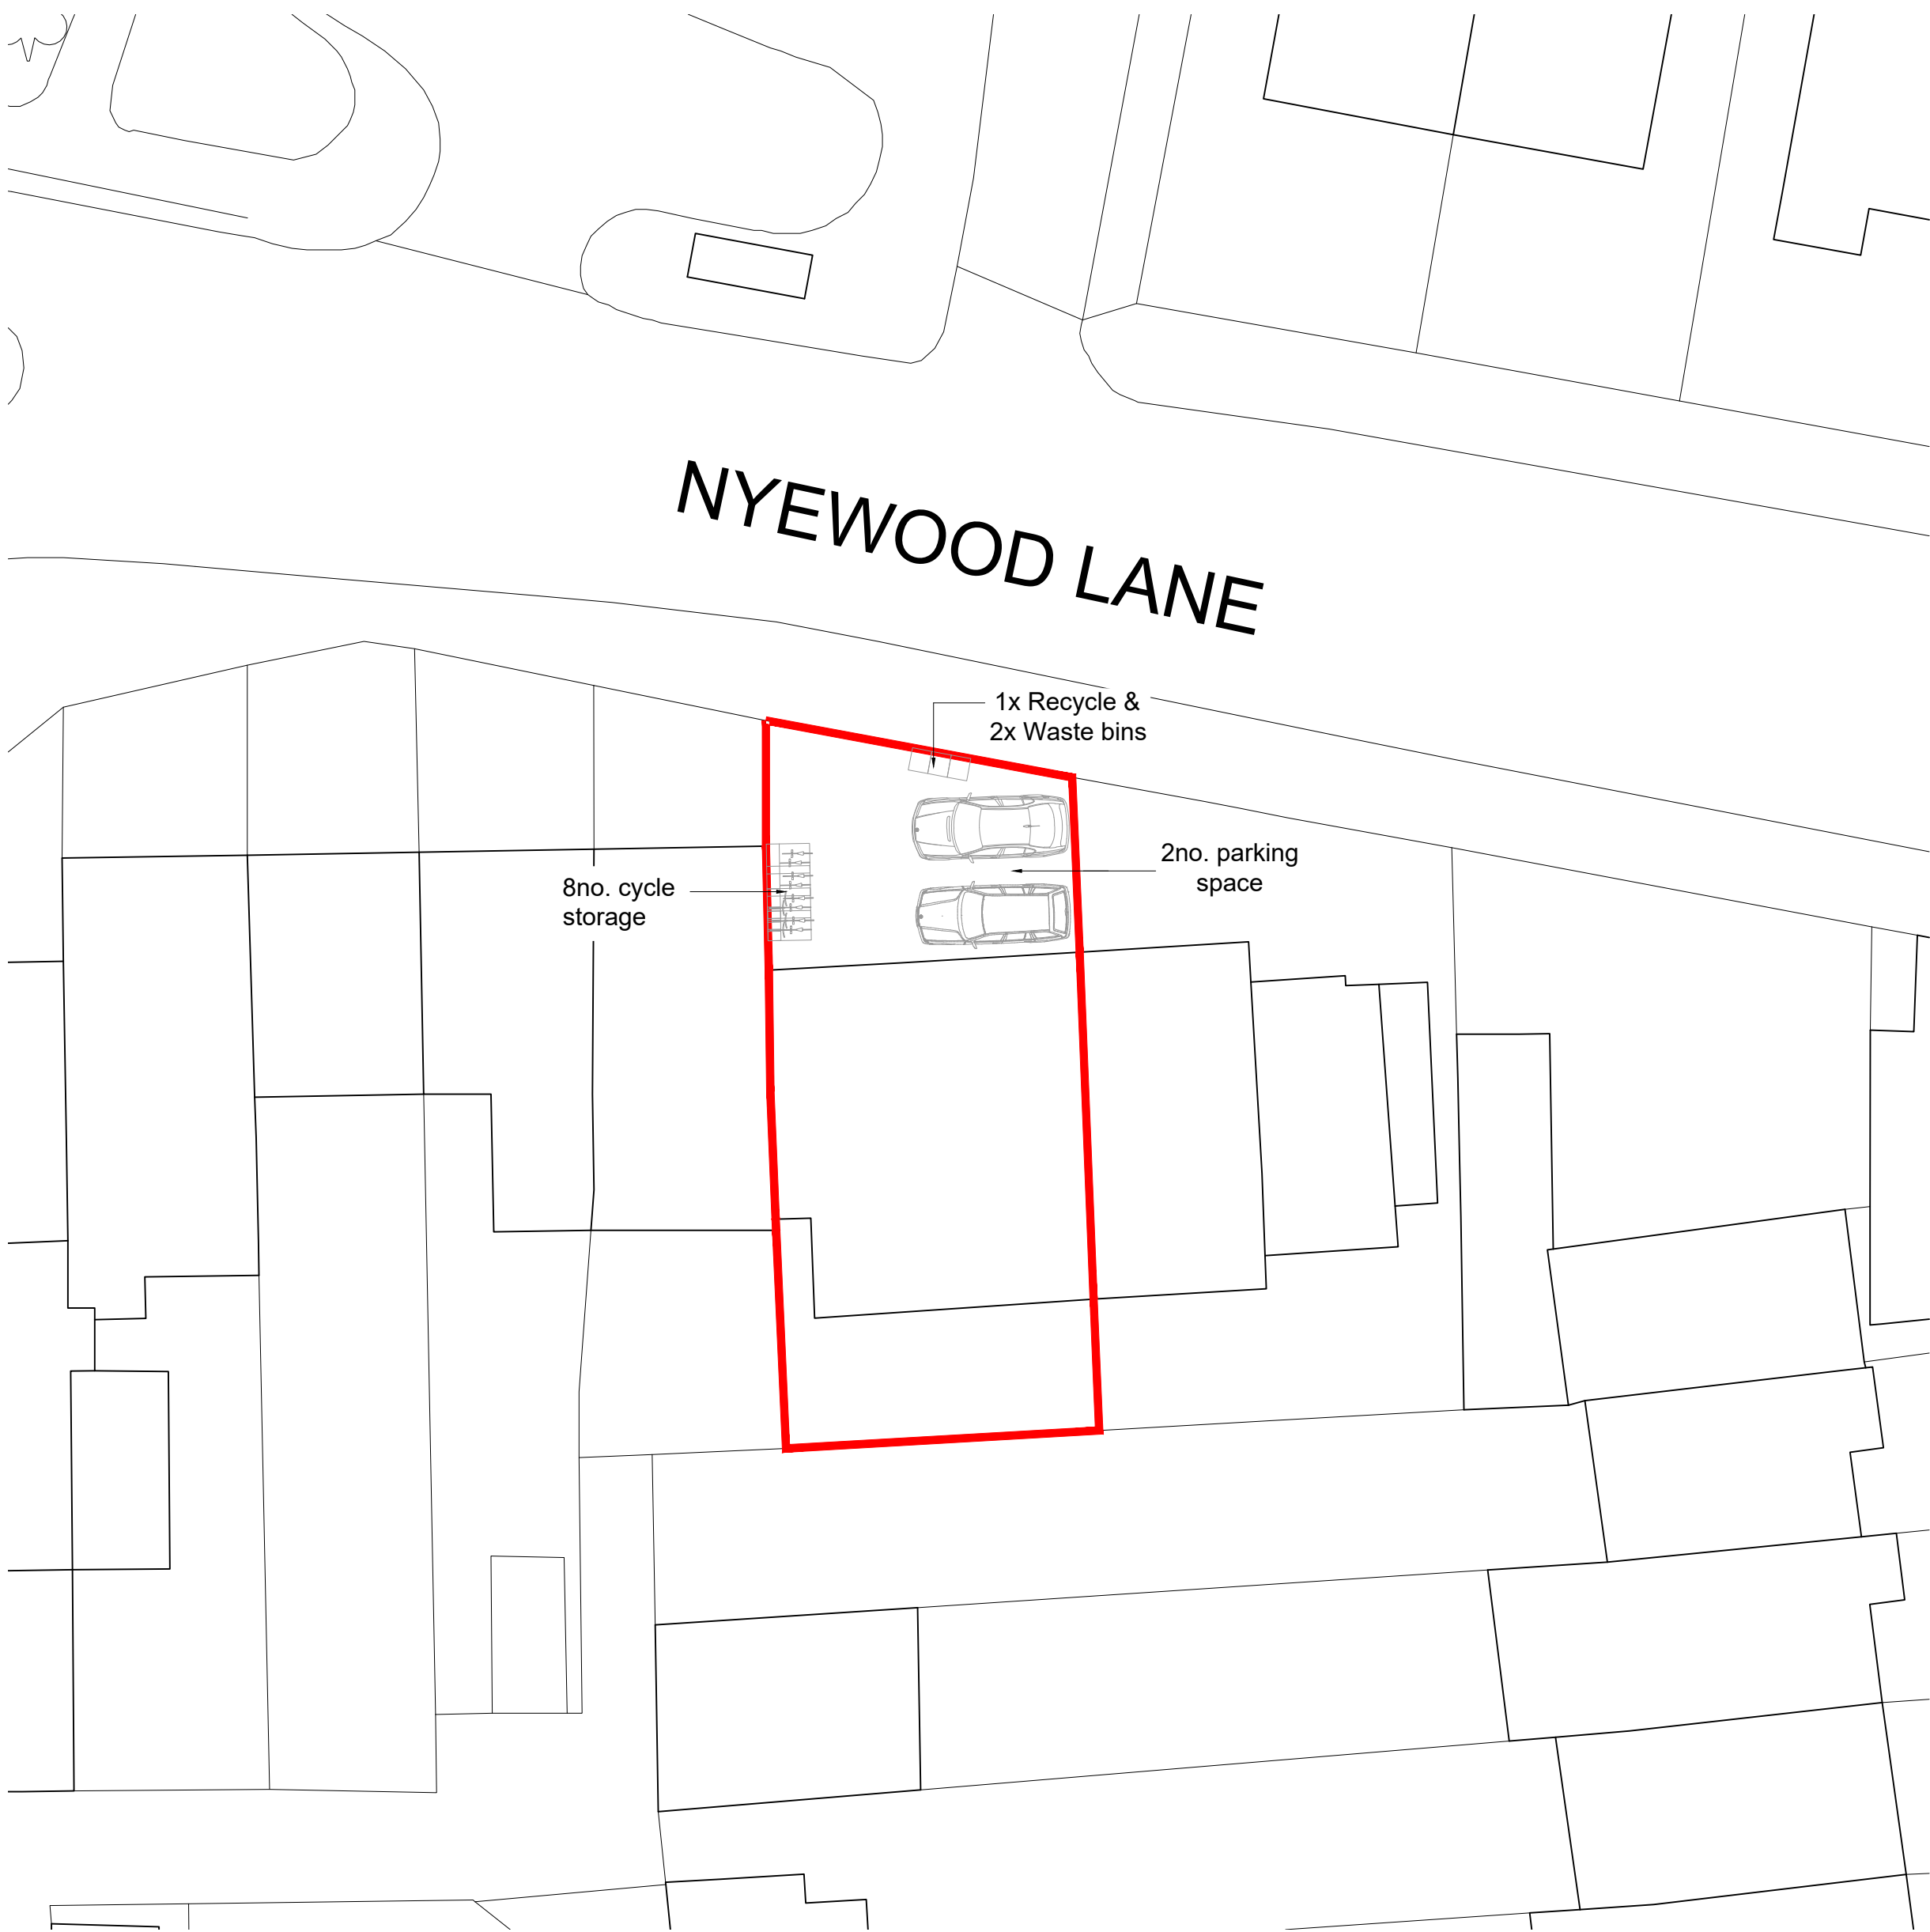 NYEWOOD LANE
1x Recycle &
2x Waste bins
2no. parking
space
8no. cycle
storage